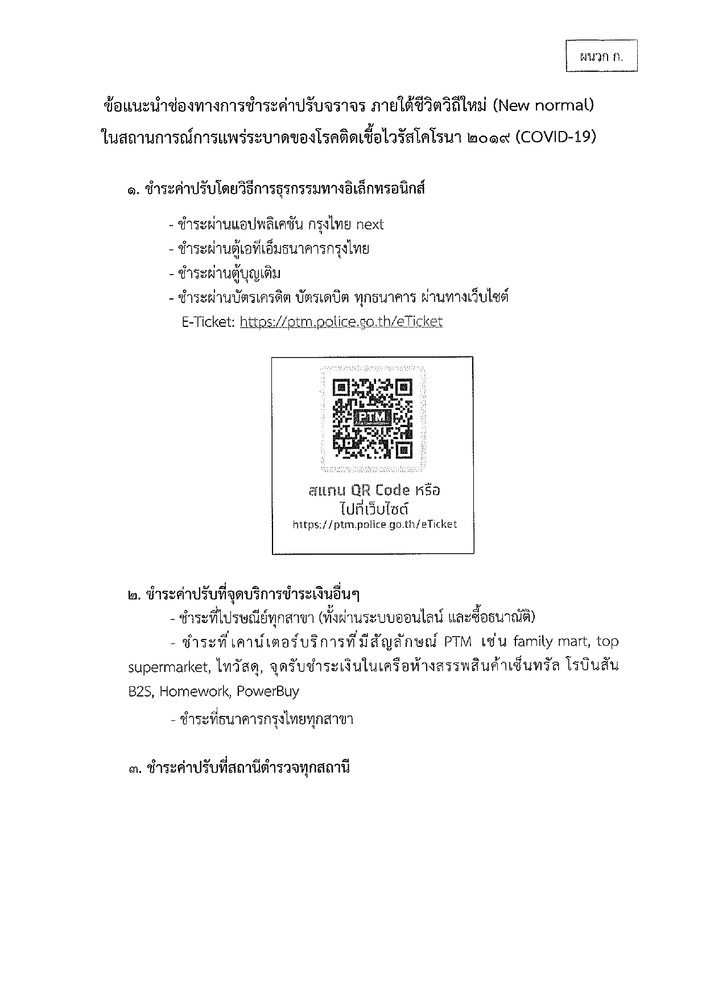 ผนวก ก.
ข้อแนะนำช่องทางการชำระค่าปรับจราจร ภายใต้ชีวิตวิถีใหม่ (New normal)
ในสถานการณ์การแพร่ระบาดของโรคติดเชื้อไวรัสโคโรนา ๒๐๑๙ (COVID-19)
๑. ชำระค่าปรับโดยวิธีการธุรกรรมทางอิเล็กทรอนิกส์
- ชำระผ่านแอปพลิเคชัน กรุงไทย next
- ชำระผ่านตู้เอทีเอ็มธนาคารกรุงไทย
- ชำระผ่านตู้บุญเติม
- ชำระผ่านบัตรเครดิต บัตรเดบิต ทุกธนาคาร ผ่านทางเว็บไซต์
E-Ticket: https://ptm.police.go.th/eTicket
PTM
สแกน QR Code หรือ
ไปที่เว็บไซต์
https://ptm.police.go.th/eTicket
๒. ชำระค่าปรับที่จุดบริการชำระเงินอื่นๆ
- ชำระที่ไปรษณีย์ทุกสาขา (ทั้งผ่านระบบออนไลน์ และซื้อธนาณัติ)
- ชำระที่เคาน์เตอร์บริการที่มีสัญลักษณ์ PTM เช่น family mart, top
supermarket, ไทวัสดุ, จุดรับชำระเงินในเครือห้างสรรพสินค้าเซ็นทรัล โรบินสัน
B2S, Homework, PowerBuy
- ชำระที่ธนาคารกรุงไทยทุกสาขา
๓. ชำระค่าปรับที่สถานีตำรวจทุกสถานี